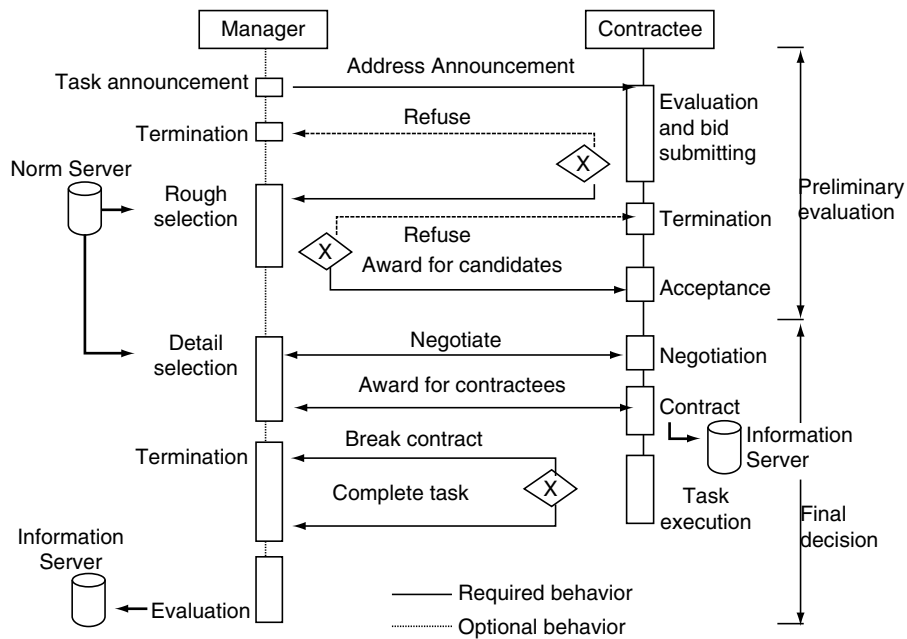 Manager
Contractee
Task announcement
Address Announcement
Evaluation
and bid
submitting
Termination
Refuse
X
Norm Server
Rough
selection
Preliminary
evaluation
Termination
Refuse
X
Award for candidates
Acceptance
Detail
selection
Negotiate
Negotiation
Award for contractees
Contract
Information
Server
Termination
Break contract
X
Complete task
Task
execution
Final
decision
Information
Server
Evaluation
Required behavior
Optional behavior